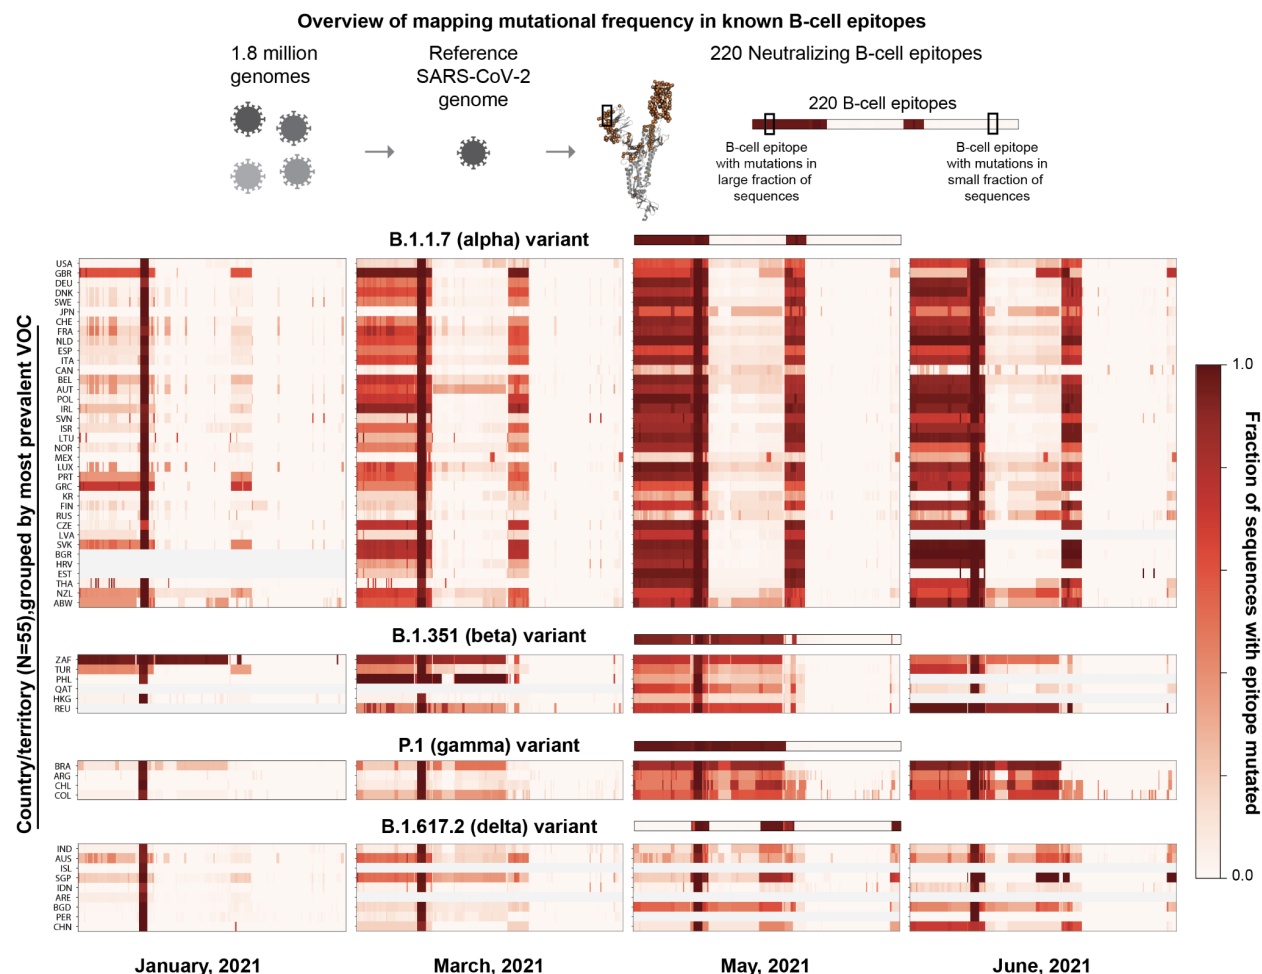 Overview of mapping mutational frequency in known B-cell epitopes
1.8 million
genomes
Reference
SARS-CoV-2
genome
220 Neutralizing B-cell epitopes
220 B-cell epitopes
B-cell epitope
with mutations in
large fraction of
sequences
B-cell epitope
with mutations in
small fraction of
sequences
B.1.1.7 (alpha) variant
USA
GBR
DEU
DNK
SWE
JPN
CHE
FRA
NLD
ESP
ITA
CAN
BEL
AUT
POL
IRL
SVN
ISR
LTU
NOR
MEX
LUX
PRT
GRC
KR
FIN
RUS
CZE
LVA
SVK
BGR
HRV
EST
THA
NZL
ABW
B.1.351 (beta) variant
ZAF
TUR
PHL
QAT
HKG
REU
P.1 (gamma) variant
BRA
ARG
CHL
COL
B.1.617.2 (delta) variant
IND
AUS
ISL
SGP
IDN
ARE
BGD
PER
CHN
January, 2021
March, 2021
May, 2021
June, 2021
Country/territory (N=55),grouped by most prevalent VOC
1.0
0.0
Fraction of sequences with epitope mutated